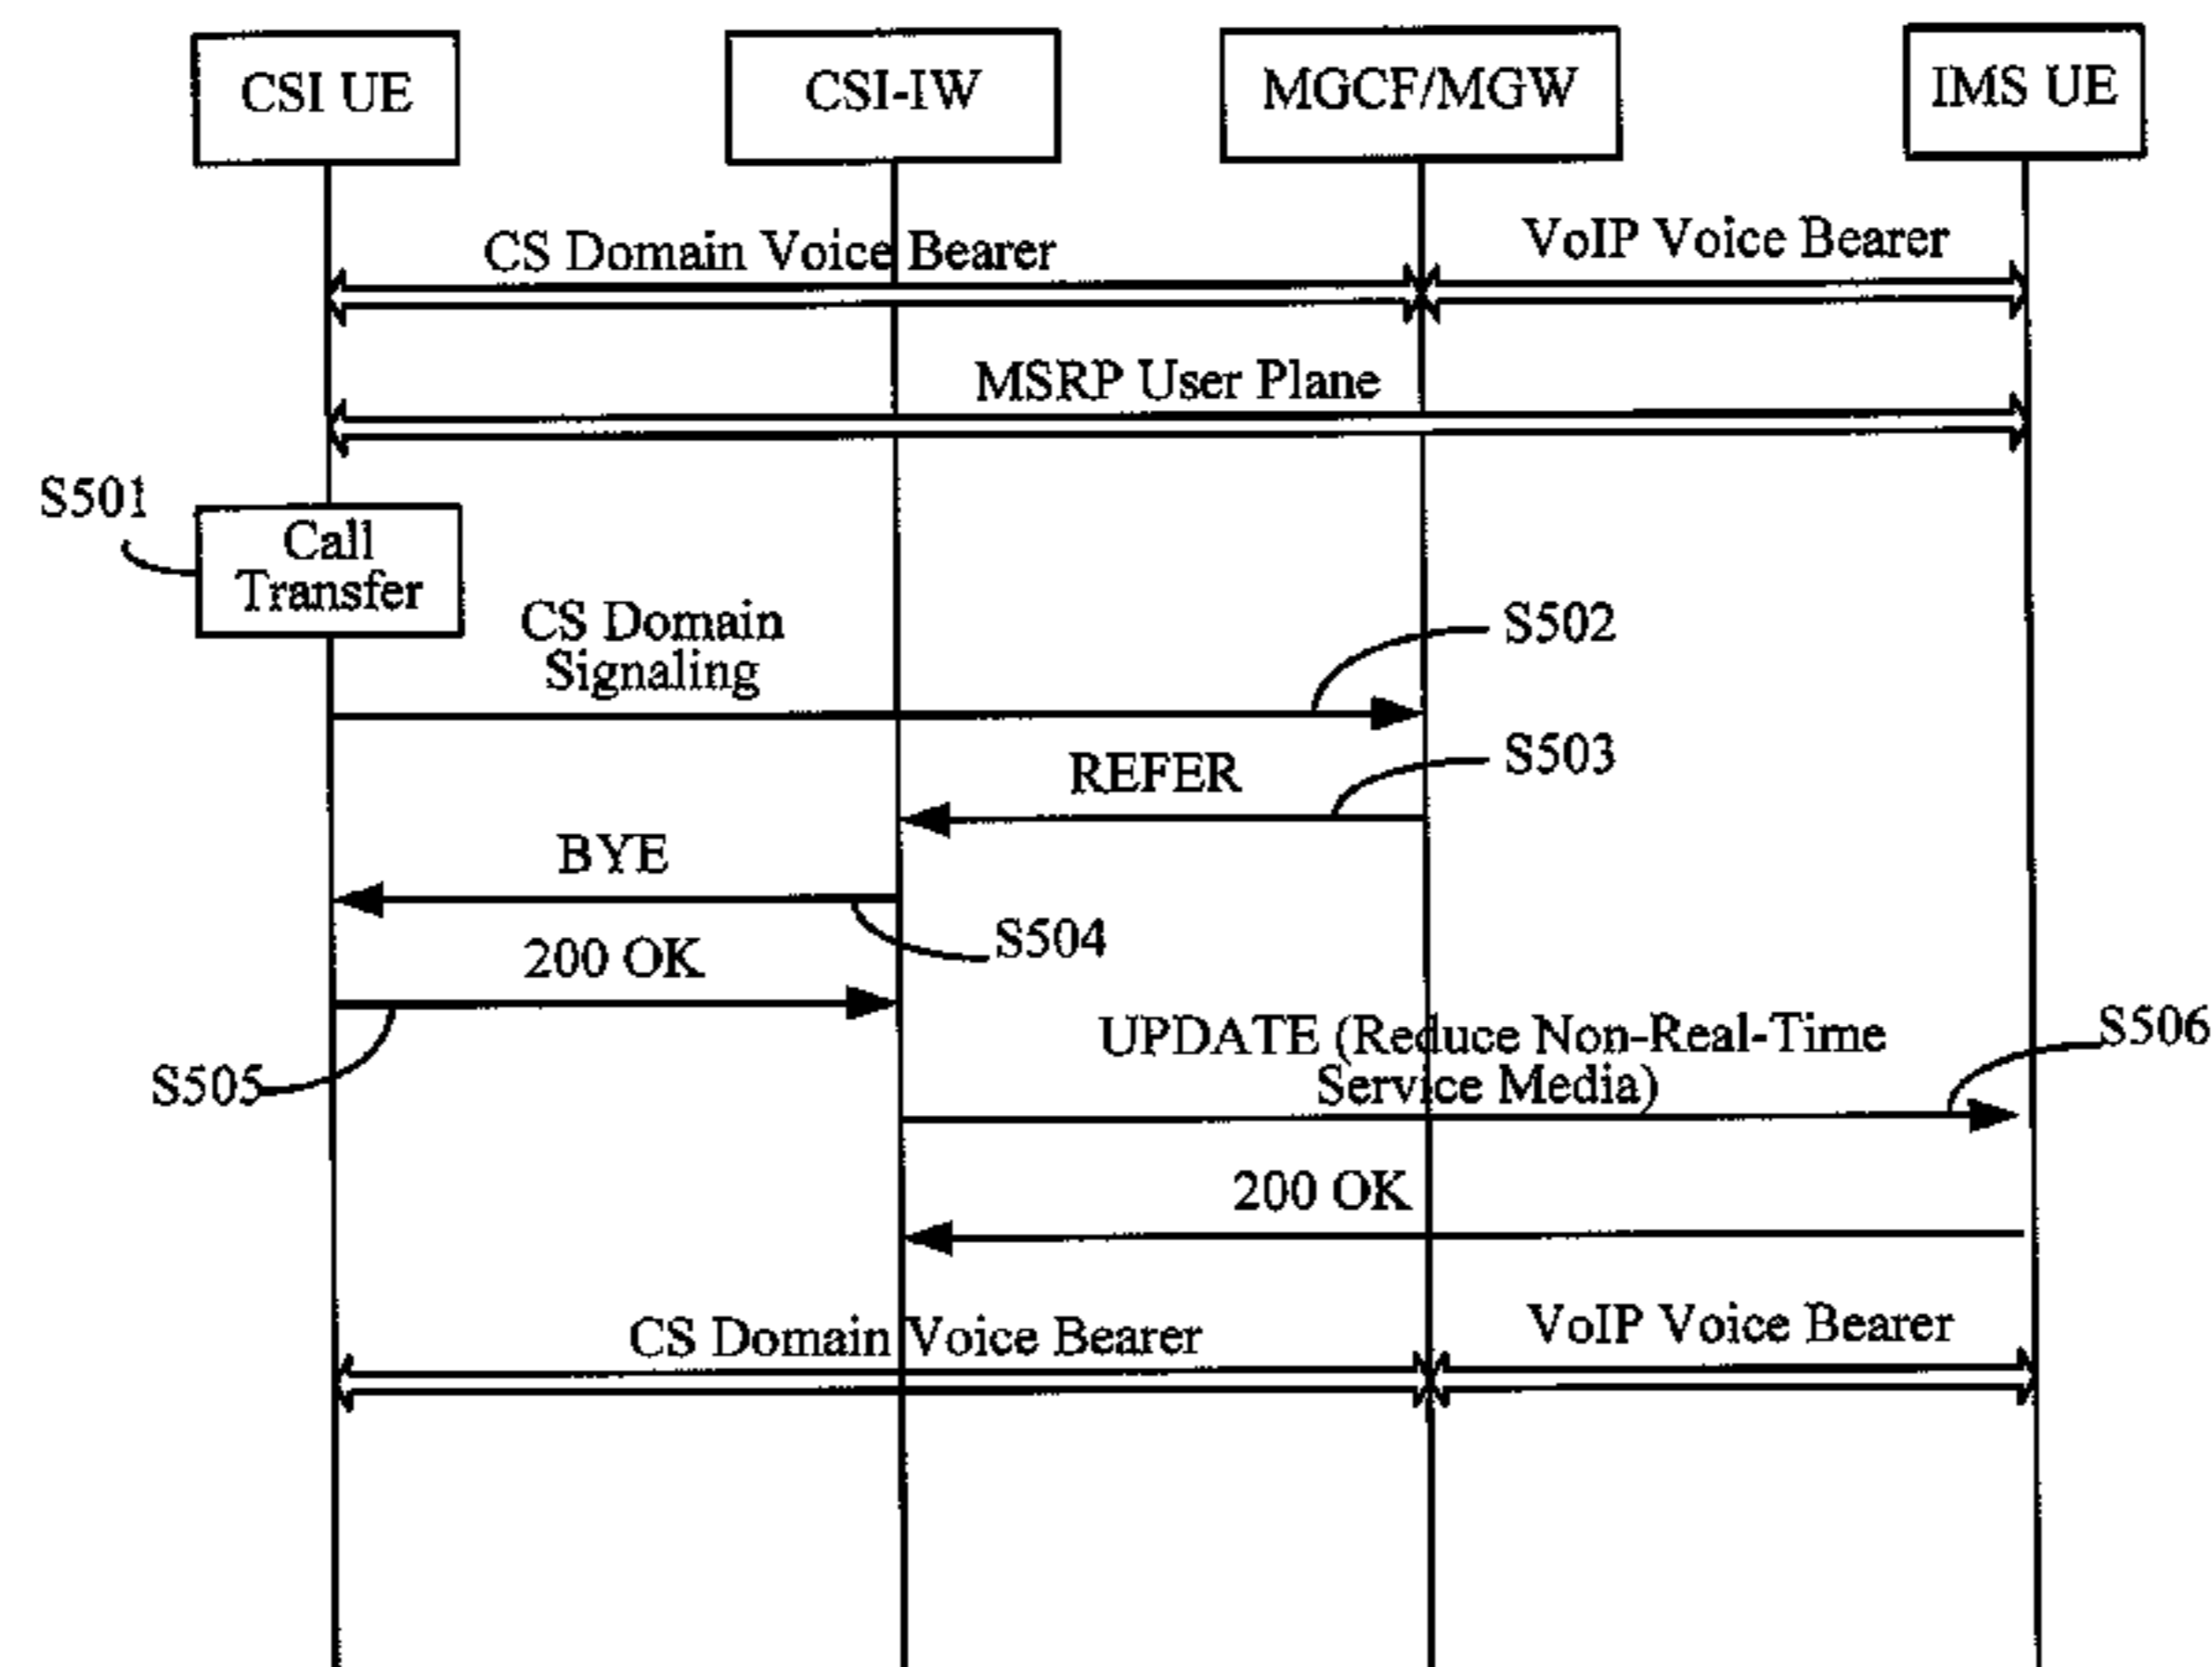 CSI UE
CSI-IW
MGCF/MGW
IMS UE
CS Domain Voice Bearer
VoIP Voice Bearer
MSRP User Plane
S501
Call
Transfer
CS Domain
Signaling
S502
REFER
S503
BYE
S504
200 OK
S505
UPDATE (Reduce Non-Real-Time
Service Media)
S506
200 OK
CS Domain Voice Bearer
VoIP Voice Bearer